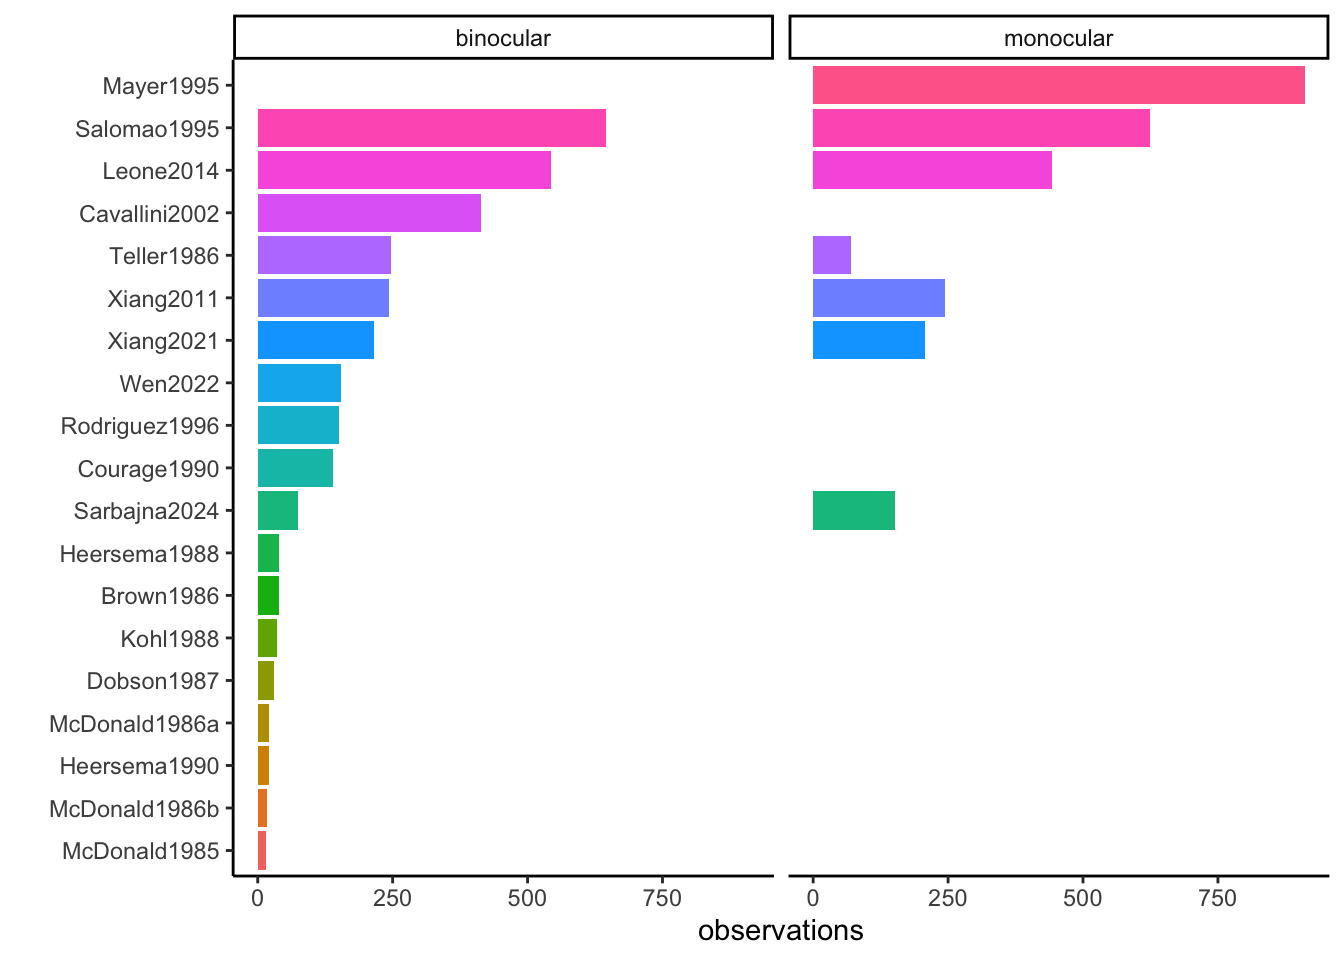 binocular
monocular
Mayer1995
Salomao1995
Leone2014
Cavallini2002
Teller1986
Xiang2011
Xiang2021
Wen2022
Rodriguez1996
Courage1990
Sarbajna2024
Heersema1988
Brown1986
Kohl1988
Dobson1987
McDonald1986a
Heersema1990
McDonald1986b
McDonald1985
0 250 500 750
0 250 500 750
observations